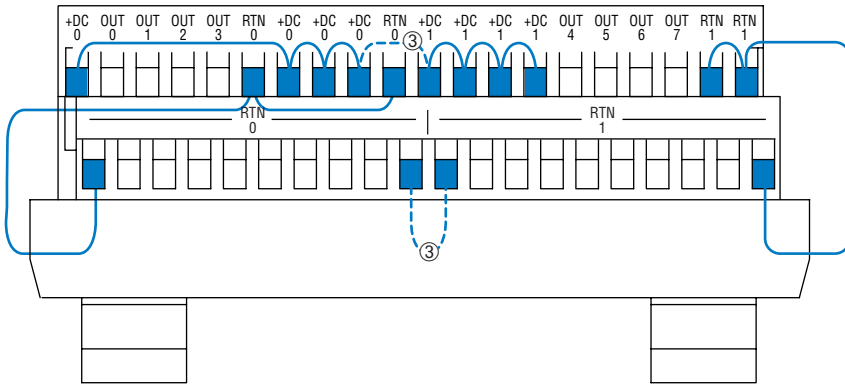 +DC OUT OUT OUT OUT RTN +DC +DC +DC RTN +DC +DC +DC +DC OUT OUT OUT OUT RTN RTN
0 0 1 2 3 0 0 0 0 0 1 1 1 1 4 5 6 7 1 1
③
RTN RTN
0 1
③